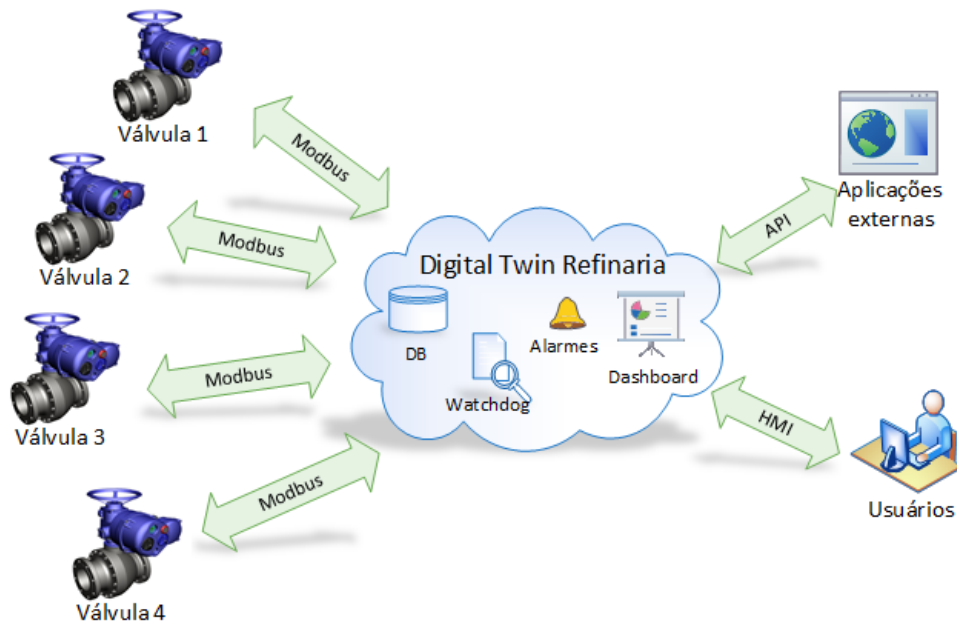 Válvula 1
Modbus
Válvula 2
Modbus
Válvula 3
Modbus
Válvula 4
Modbus
Digital Twin Refinaria
DB
Watchdog
Alarmes
Dashboard
API
Aplicações
externas
HMI
Usuários